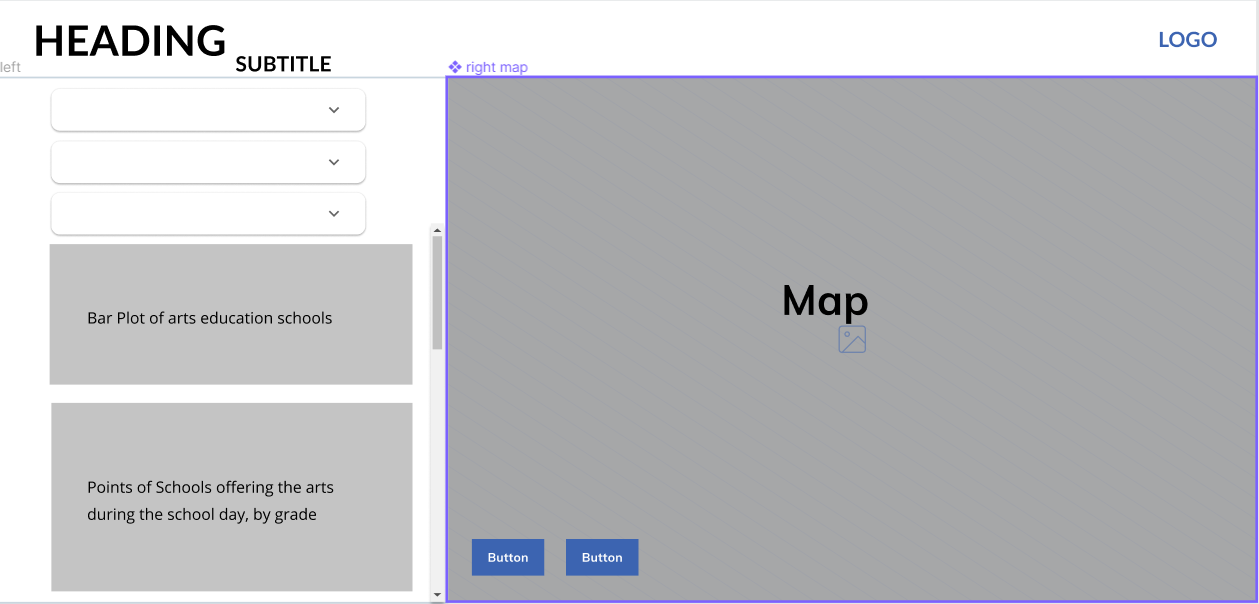 HEADING
SUBTITLE
LOGO
left
right map
Bar Plot of arts education schools
Points of Schools offering the arts
during the school day, by grade
Map
Button
Button